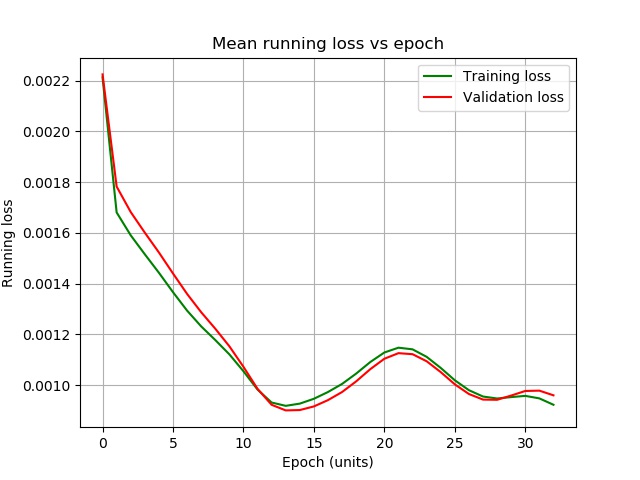 Mean running loss vs epoch
Training loss
Validation loss
Running loss
0.0022
0.0020
0.0018
0.0016
0.0014
0.0012
0.0010
0
5
10
15
20
25
30
Epoch (units)